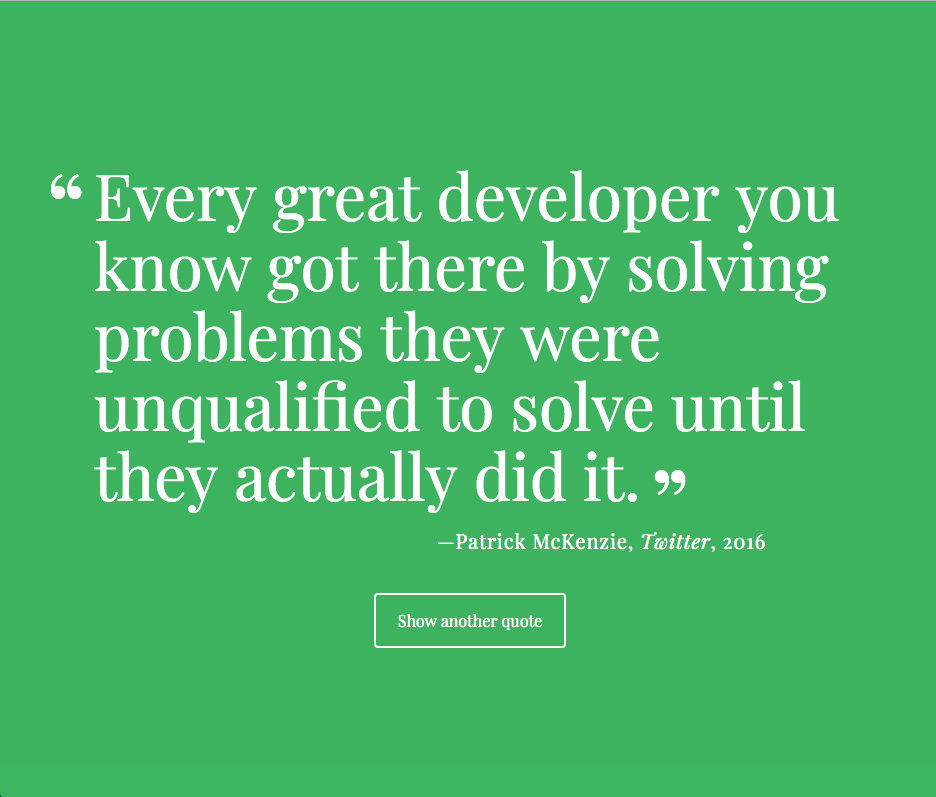 “Every great developer you
know got there by solving
problems they were
unqualified to solve until
they actually did it.”
—Patrick McKenzie, Twitter, 2016
Show another quote